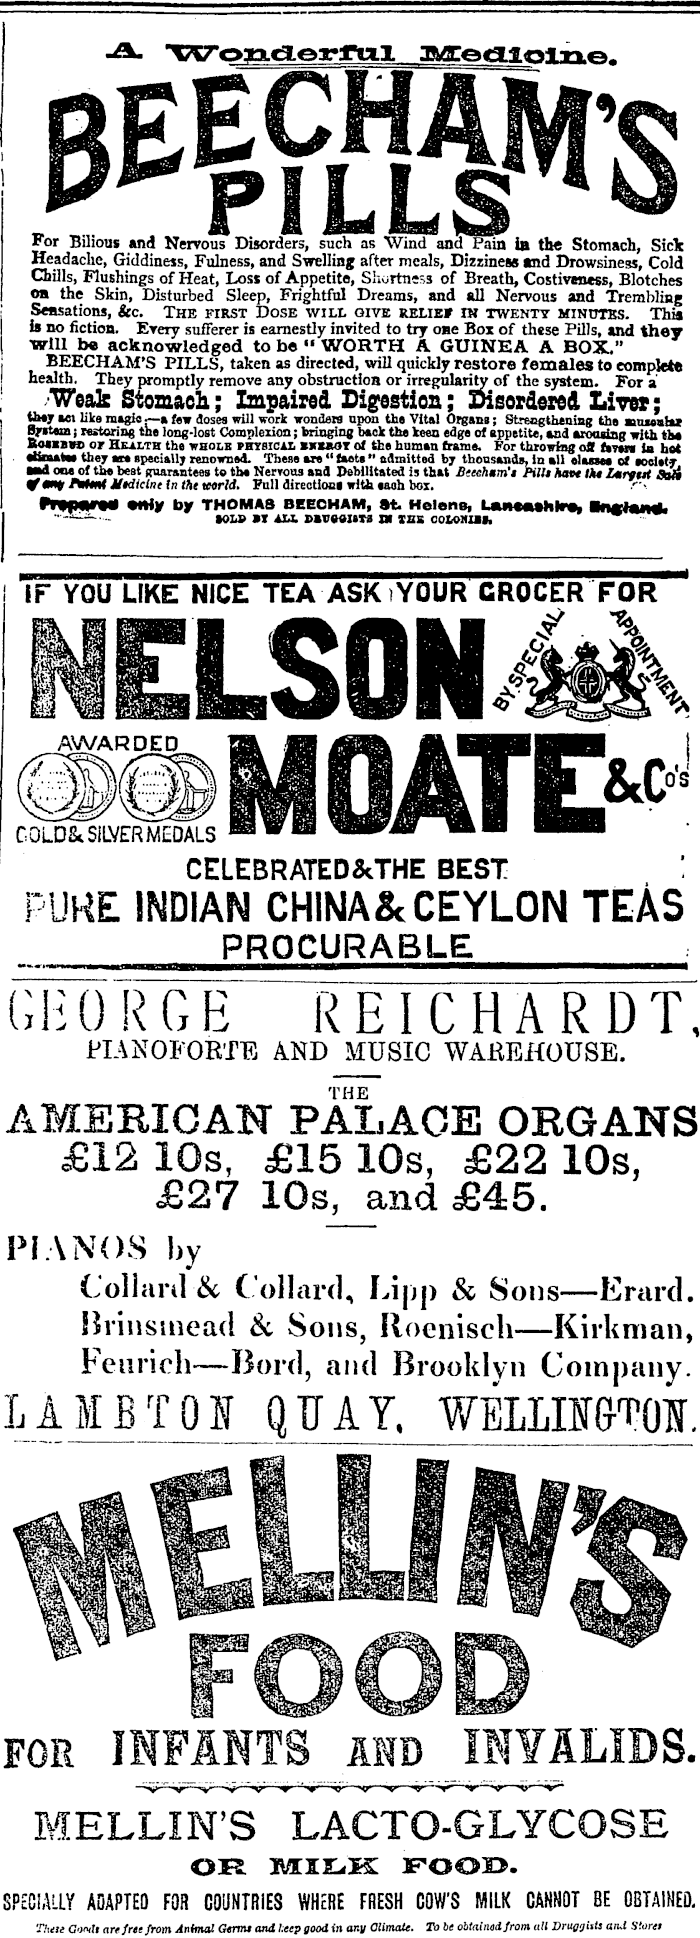 A Wonderful Medicine.
BEECHAM'S
PILLS
For Bilious and Nervous Disorders, such as Wind and Pain in the Stomach, Sick
Headache, Giddiness, Fulness, and Swelling after meals, Dizziness and Drowsiness, Cold
Chills, Flushings of Heat, Loss of Appetite, Shortness of Breath, Costiveness, Blotches
on the Skin, Disturbed Sleep, Frightful Dreams, and all Nervous and Trembling
Sensations, &c. THE FIRST DOSE WILL GIVE RELIEF IN TWENTY MINUTES. This
is no fiction. Every sufferer is earnestly invited to try one Box of these Pills, and they
will be acknowledged to be "WORTH A GUINEA A BOX."
BEECHAM'S PILLS, taken as directed, will quickly restore females to complete
health. They promptly remove any obstruction or irregularity of the system. For a
Weak Stomach; Impaired Digestion; Disordered Liver;
they act like magic:—a few doses will work wonders upon the Vital Organs; Strengthening the muscular
System; restoring the long-lost Complexion; bringing back the keen edge of appetite, and arousing with the
ROSEBUD OF HEALTH the WHOLE PHYSICAL ENERGY of the human frame. For throwing off fevers in hot
climates they are specially renowned. These are "facts" admitted by thousands, in all classes of society,
and one of the best guarantees to the Nervous and Debilitated is that Beecham's Pills have the Largest Sale
of any Patent Medicine in the world. Full directions with each box.
Prepared only by THOMAS BEECHAM, St. Helens, Lancashire, England.
SOLD BY ALL DRUGGISTS IN THE COLONIES.
IF YOU LIKE NICE TEA ASK YOUR GROCER FOR
NELSON
BY SPECIAL APPOINTMENT
AWARDED
GOLD & SILVER MEDALS
MOATE & Co's
CELEBRATED & THE BEST
PURE INDIAN CHINA & CEYLON TEAS
PROCURABLE
GEORGE REICHARDT,
PIANOFORTE AND MUSIC WAREHOUSE.
THE
AMERICAN PALACE ORGANS
£12 10s, £15 10s, £22 10s,
£27 10s, and £45.
PIANOS by
Collard & Collard, Lipp & Sons—Erard.
Brinsmead & Sons, Roenisch—Kirkman,
Feurich—Bord, and Brooklyn Company.
LAMBTON QUAY, WELLINGTON.
MELLIN'S
FOOD
FOR INFANTS AND INVALIDS.
MELLIN'S LACTO-GLYCOSE
OR MILK FOOD.
SPECIALLY ADAPTED FOR COUNTRIES WHERE FRESH COW'S MILK CANNOT BE OBTAINED.
These Goods are free from Animal Germs and keep good in any Climate. To be obtained from all Druggists and Stores